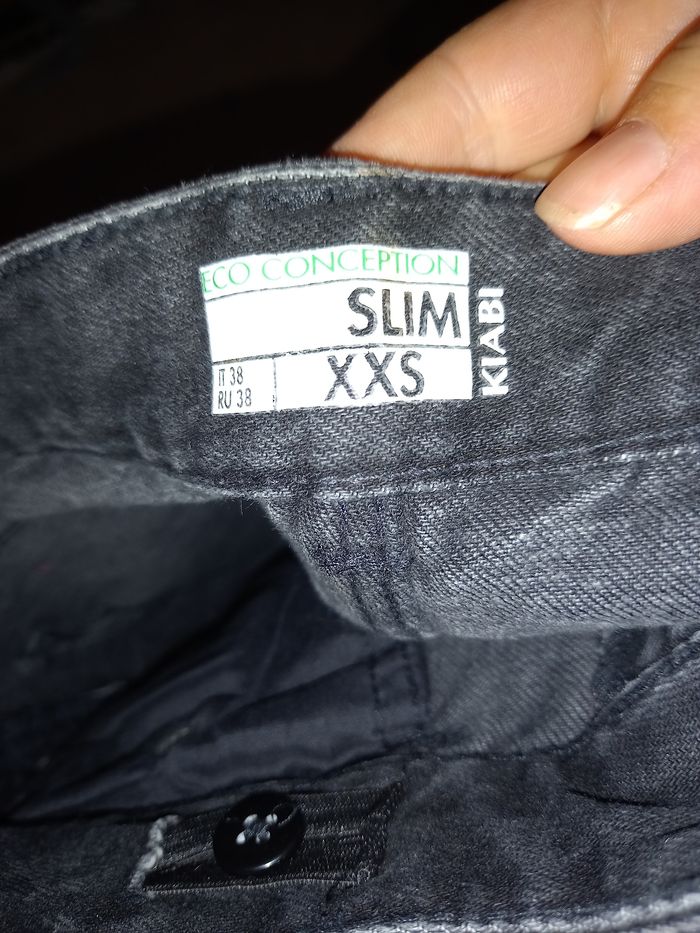 ECO CONCEPTION
SLIM
KIABI
IT 38
RU 38
XXS